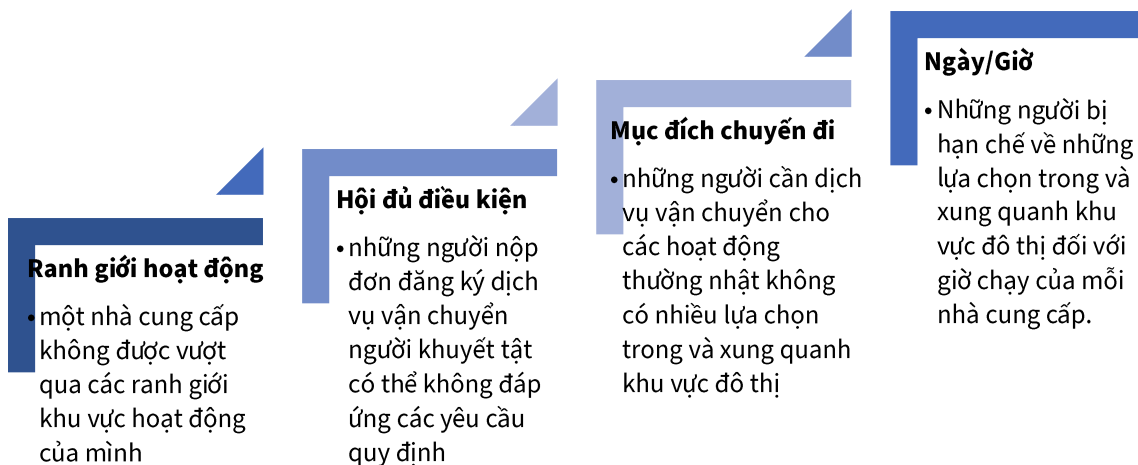 Ranh giới hoạt động
• một nhà cung cấp
không được vượt
qua các ranh giới
khu vực hoạt động
của mình
Hội đủ điều kiện
• những người nộp
đơn đăng ký dịch
vụ vận chuyển
người khuyết tật
có thể không đáp
ứng các yêu cầu
quy định
Mục đích chuyến đi
• những người cần dịch
vụ vận chuyển cho
các hoạt động
thường nhật không
có nhiều lựa chọn
trong và xung quanh
khu vực đô thị
Ngày/Giờ
• Những người bị
hạn chế về những
lựa chọn trong và
xung quanh khu
vực đô thị đối với
giờ chạy của mỗi
nhà cung cấp.